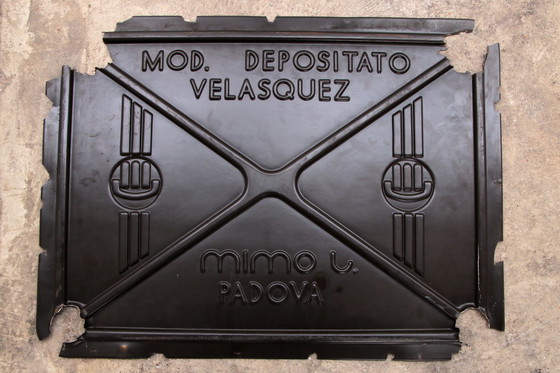 MOD. DEPOSITATO
VELASQUEZ
mimo l.
PADOVA